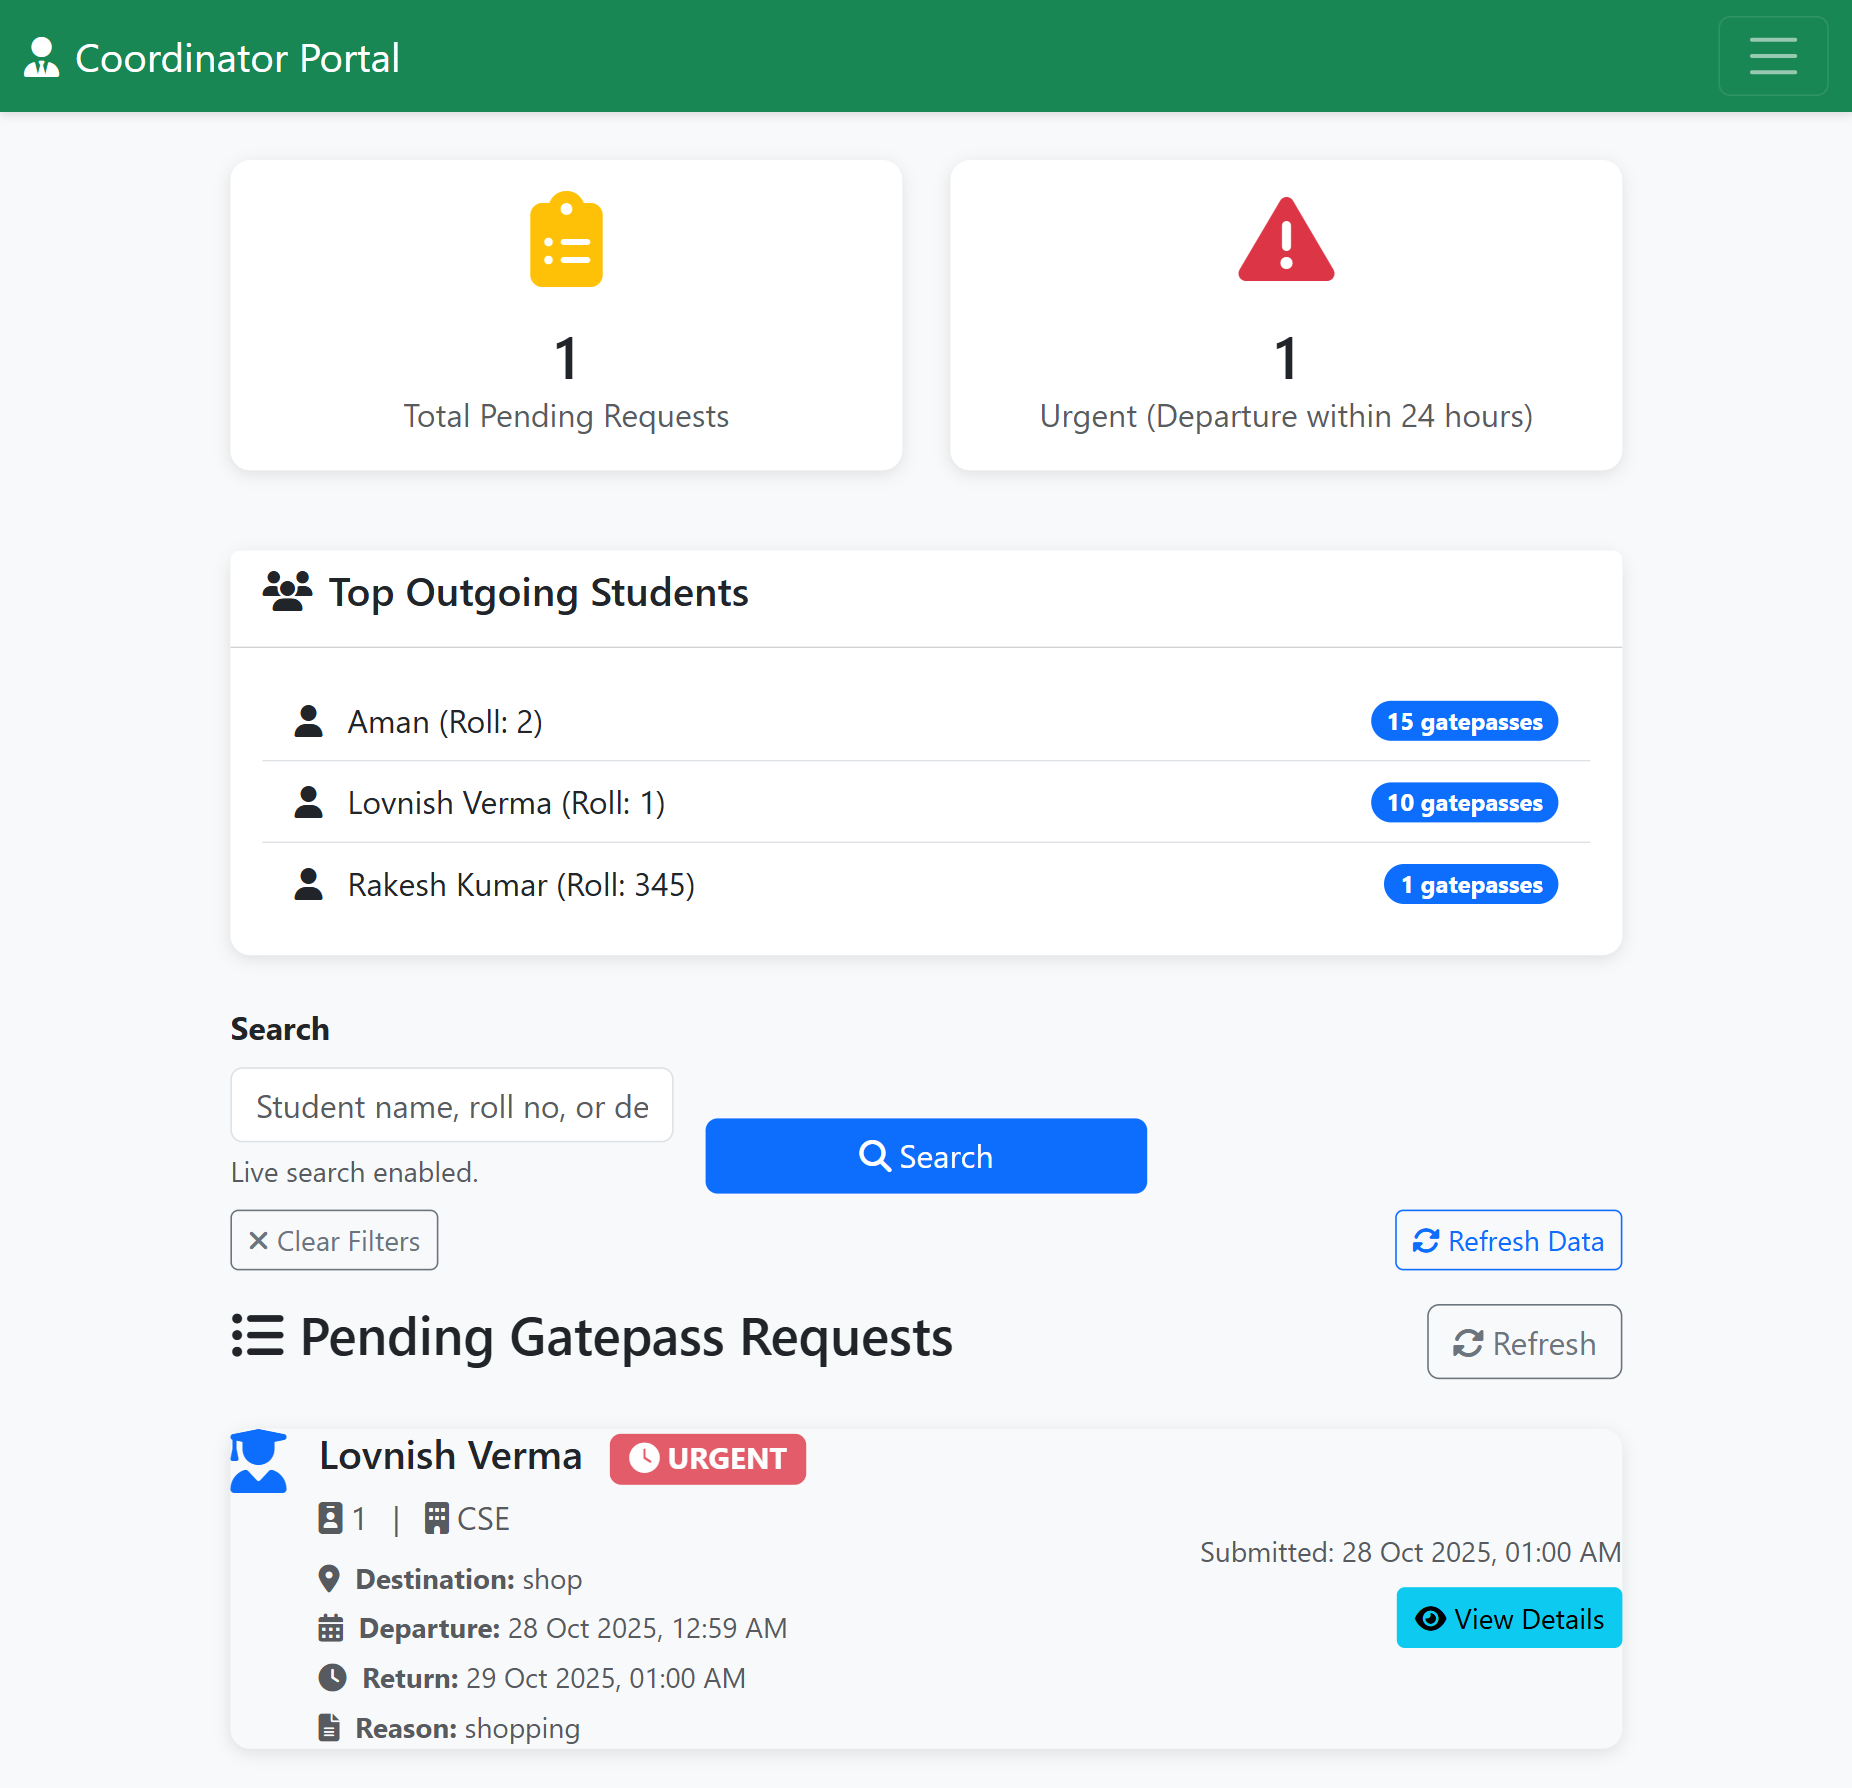 Coordinator Portal
1
Total Pending Requests
1
Urgent (Departure within 24 hours)
Top Outgoing Students
Aman (Roll: 2)
15 gatepasses
Lovnish Verma (Roll: 1)
10 gatepasses
Rakesh Kumar (Roll: 345)
1 gatepasses
Search
Student name, roll no, or de
Search
Live search enabled.
Clear Filters
Refresh Data
Pending Gatepass Requests
Refresh
Lovnish Verma
URGENT
1 | CSE
Submitted: 28 Oct 2025, 01:00 AM
Destination: shop
View Details
Departure: 28 Oct 2025, 12:59 AM
Return: 29 Oct 2025, 01:00 AM
Reason: shopping